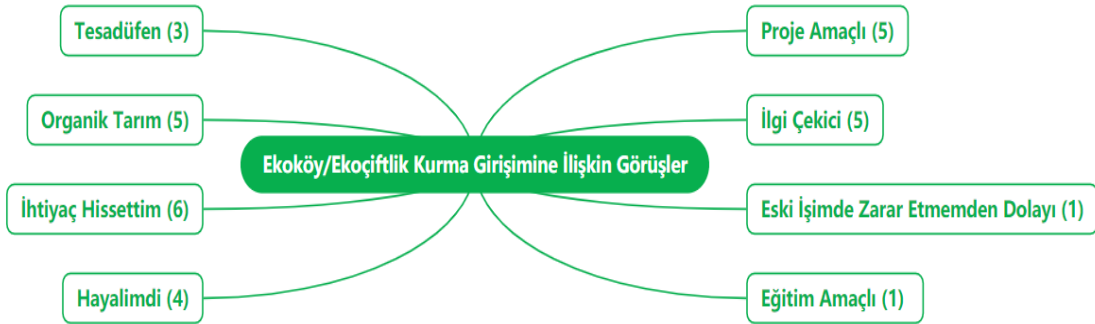 Tesadüfen (3)
Organik Tarım (5)
İhtiyaç Hissettim (6)
Hayalimdi (4)
Ekoköy/Ekoçiftlik Kurma Girişimine İlişkin Görüşler
Proje Amaçlı (5)
İlgi Çekici (5)
Eski İşimde Zarar Etmemden Dolayı (1)
Eğitim Amaçlı (1)